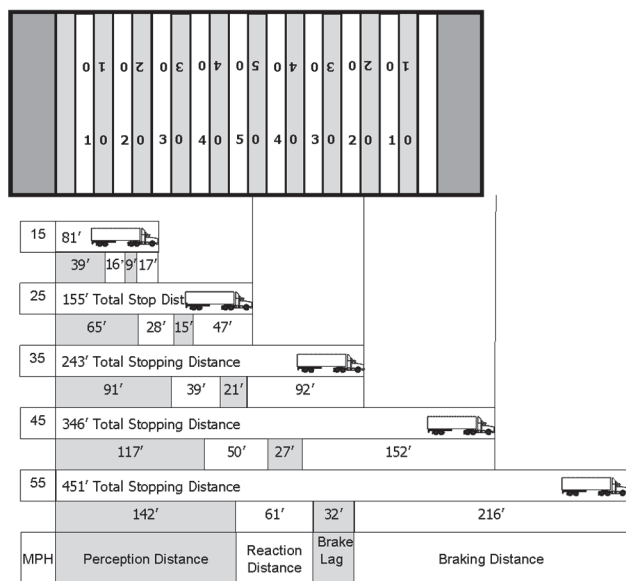 0 1 0 2 0 3 0 4 0 5 0 4 0 3 0 2 0 1
1 0 2 0 3 0 4 0 5 0 4 0 3 0 2 0 1 0
15 81′
39′ 16′ 9′ 17′
25 155′ Total Stop Dist
65′ 28′ 15′ 47′
35 243′ Total Stopping Distance
91′ 39′ 21′ 92′
45 346′ Total Stopping Distance
117′ 50′ 27′ 152′
55 451′ Total Stopping Distance
142′ 61′ 32′ 216′
MPH Perception Distance Reaction Distance Brake Lag Braking Distance